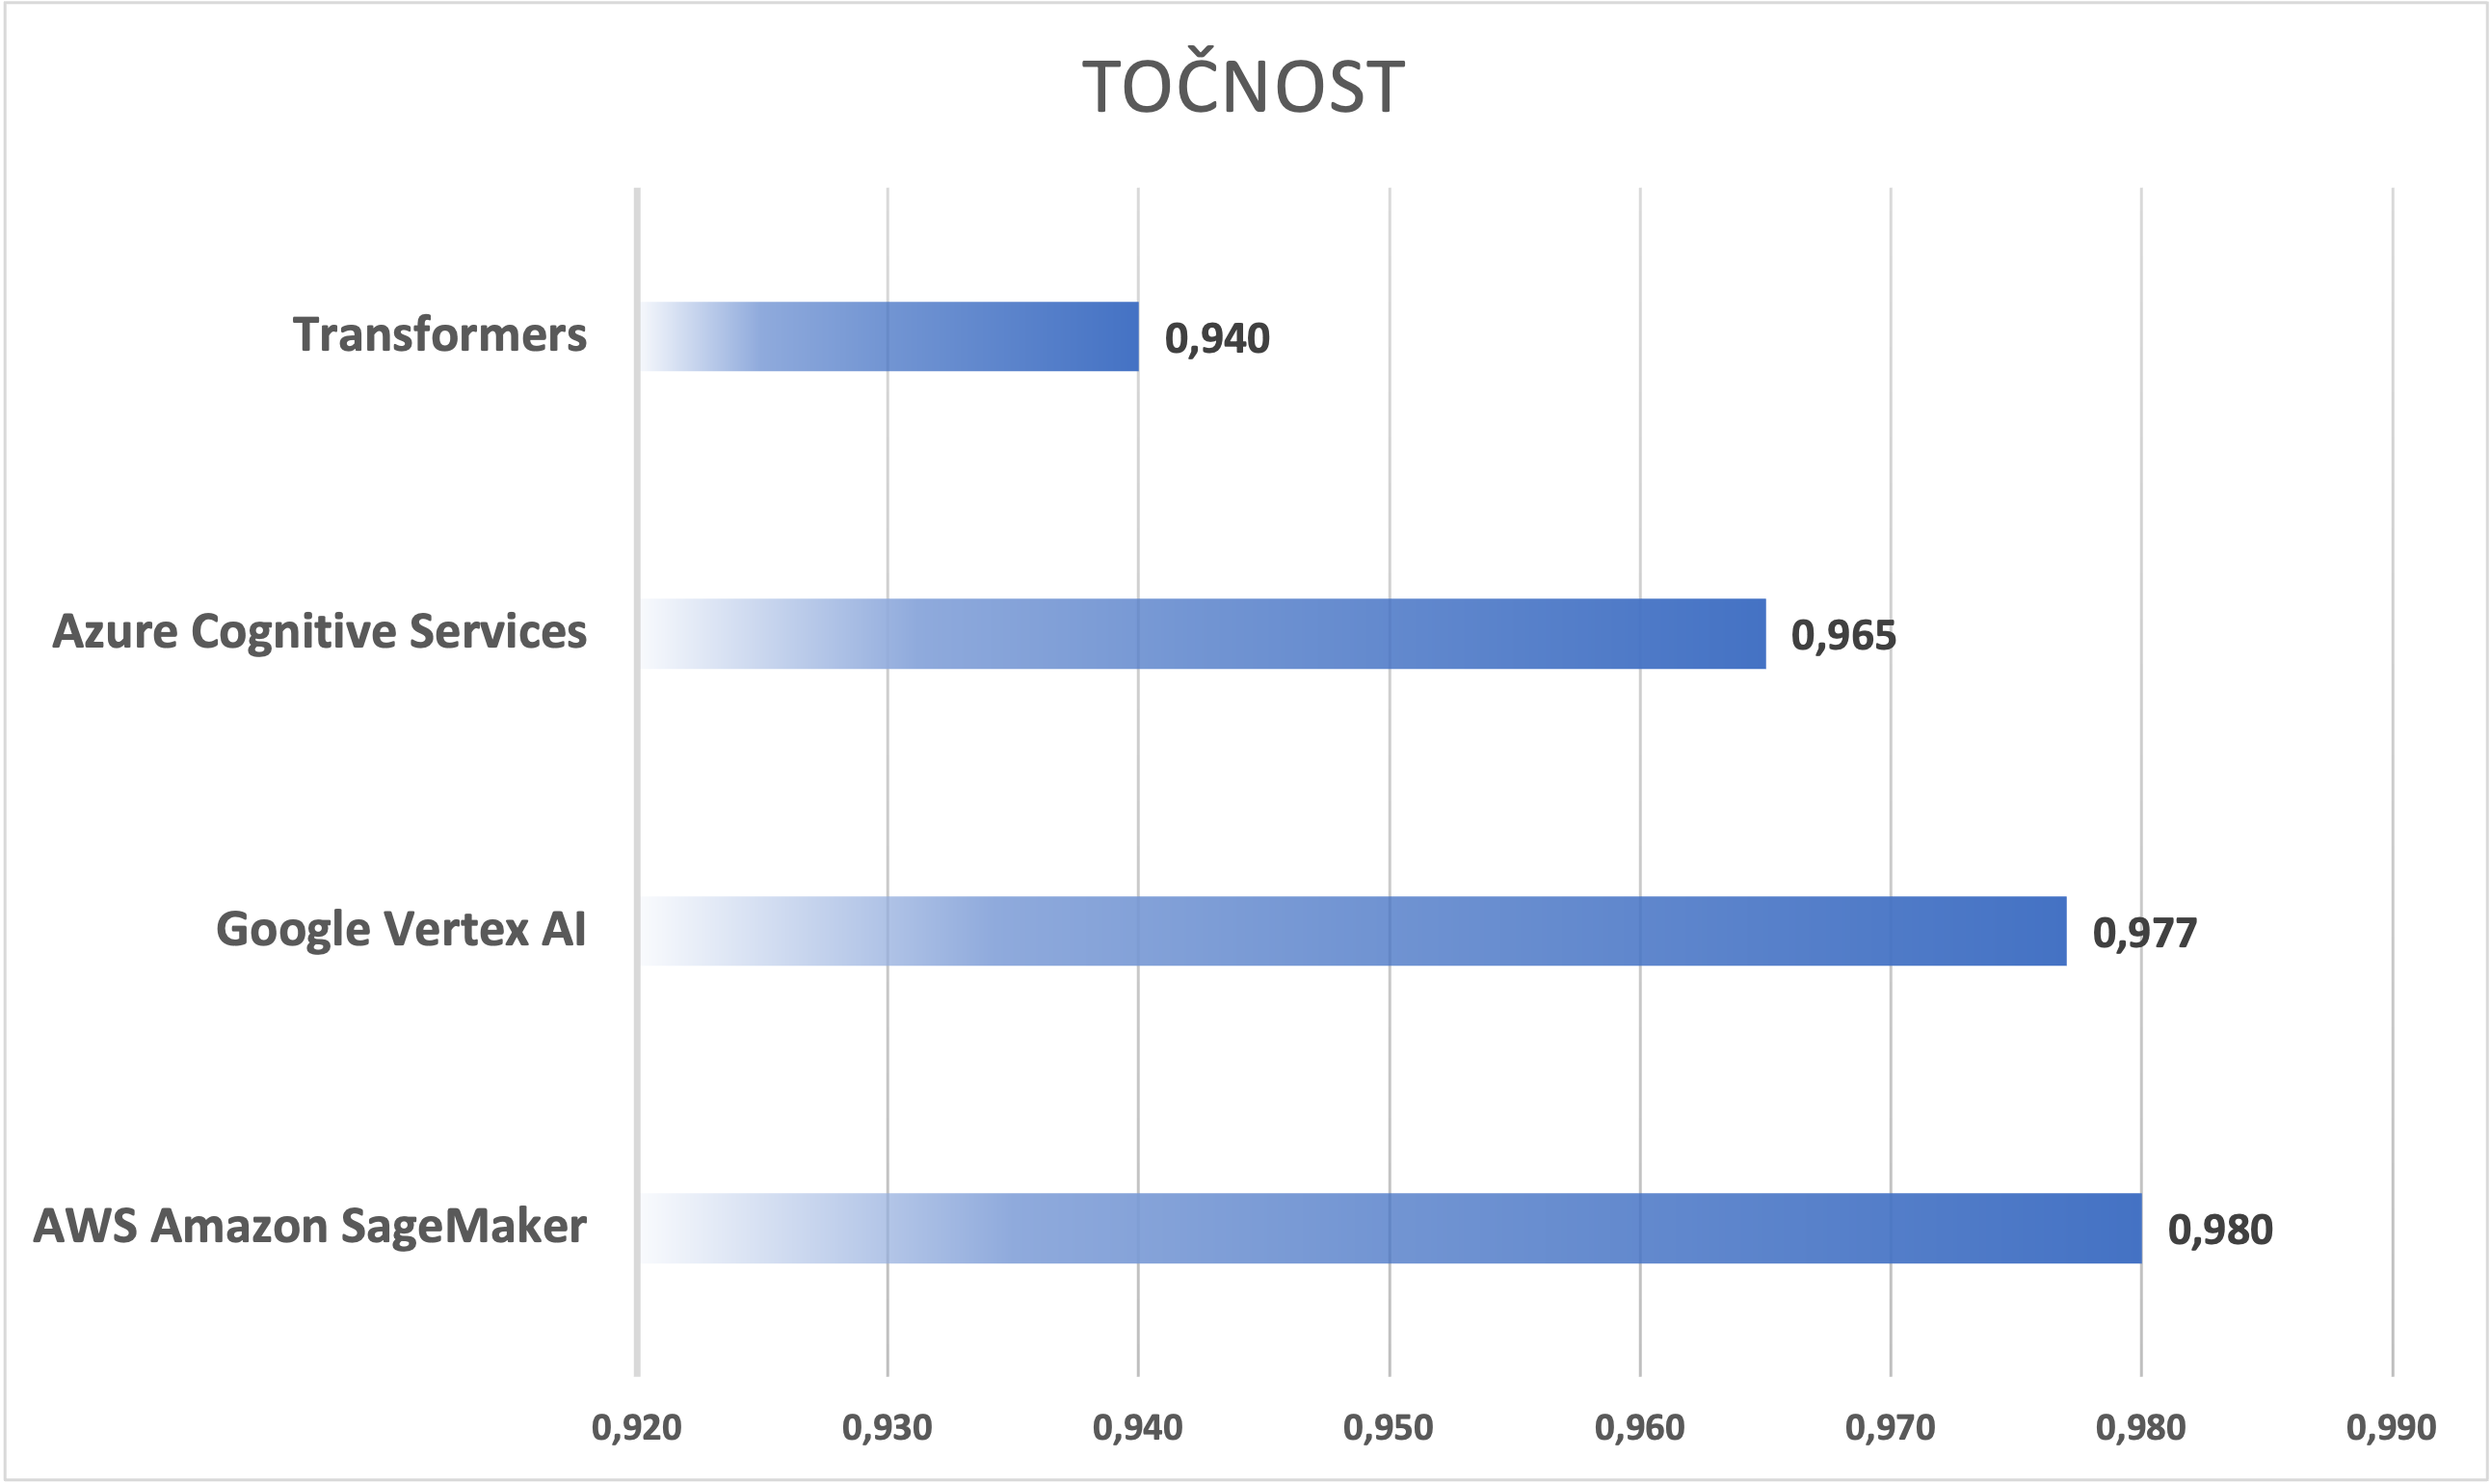 TOČNOST
Transformers
0,940
Azure Cognitive Services
0,965
Google Vertex AI
0,977
AWS Amazon SageMaker
0,980
0,920 0,930 0,940 0,950 0,960 0,970 0,980 0,990